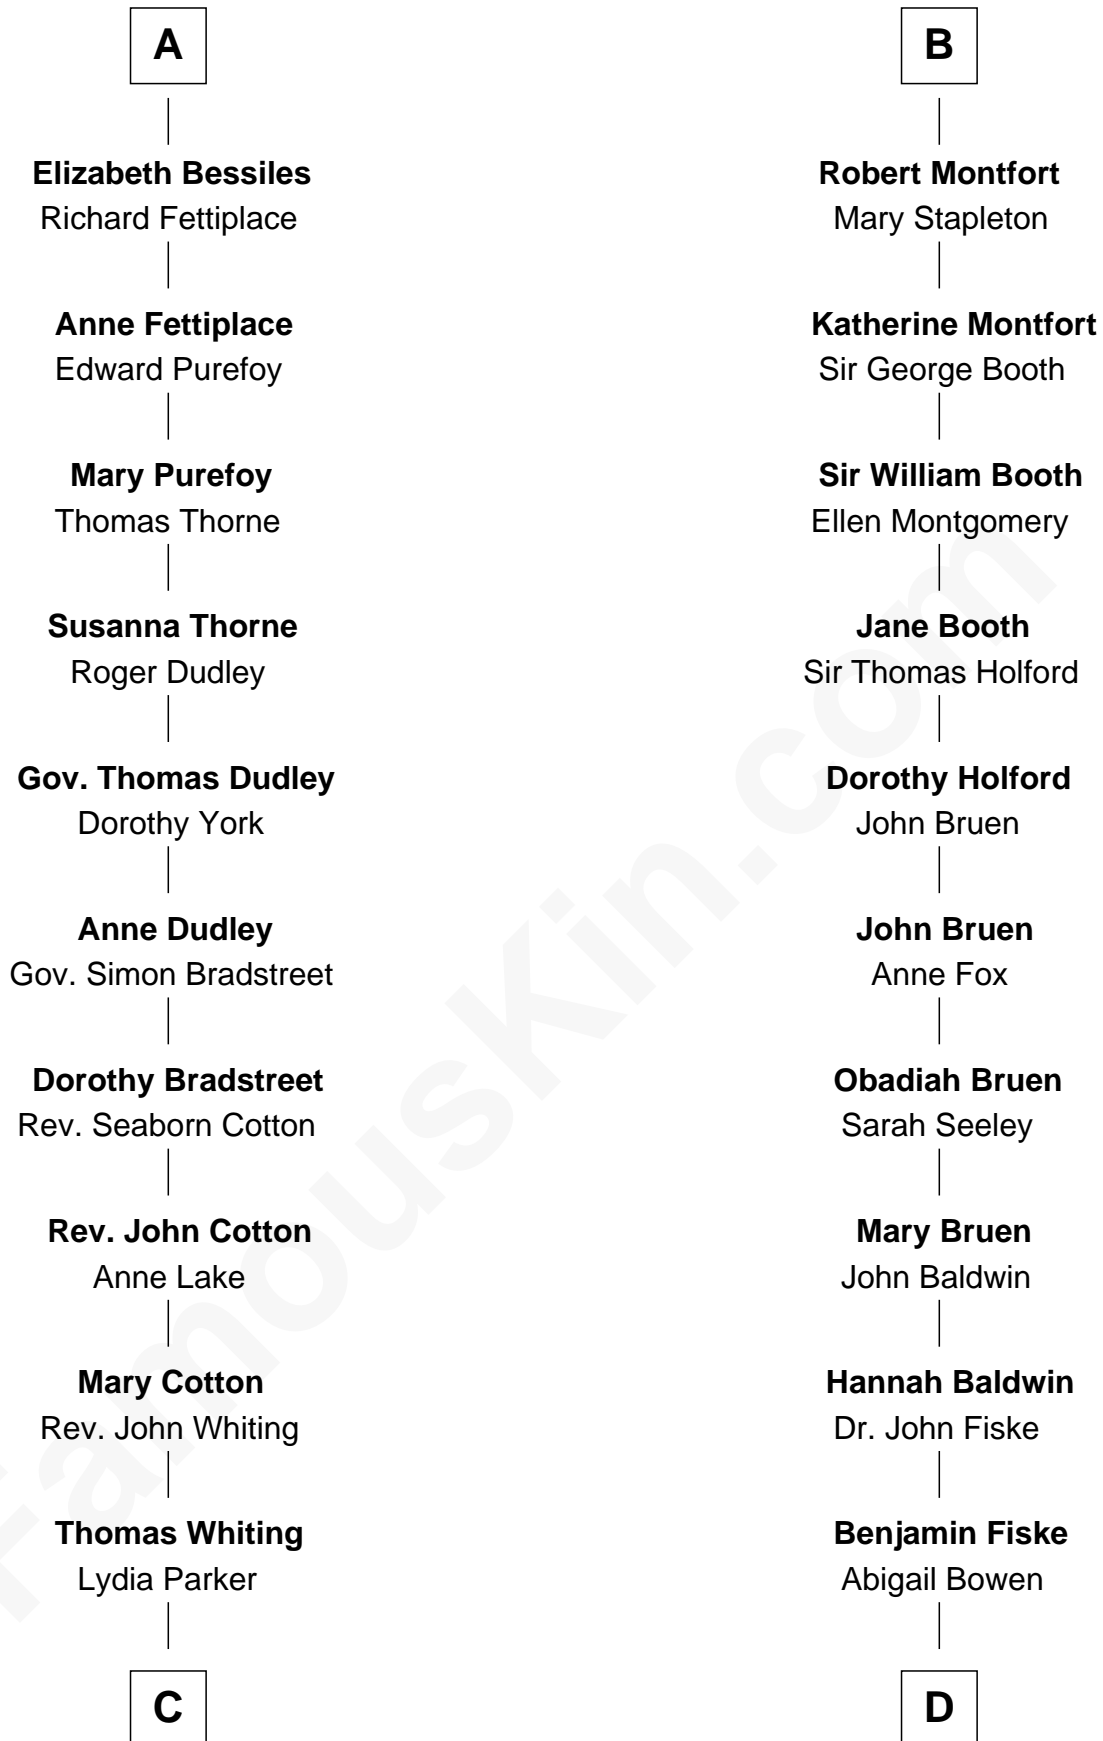 A
Elizabeth Bessiles
Richard Fettiplace
Anne Fettiplace
Edward Purefoy
Mary Purefoy
Thomas Thorne
Susanna Thorne
Roger Dudley
Gov. Thomas Dudley
Dorothy York
Anne Dudley
Gov. Simon Bradstreet
Dorothy Bradstreet
Rev. Seaborn Cotton
Rev. John Cotton
Anne Lake
Mary Cotton
Rev. John Whiting
Thomas Whiting
Lydia Parker
C
B
Robert Montfort
Mary Stapleton
Katherine Montfort
Sir George Booth
Sir William Booth
Ellen Montgomery
Jane Booth
Sir Thomas Holford
Dorothy Holford
John Bruen
John Bruen
Anne Fox
Obadiah Bruen
Sarah Seeley
Mary Bruen
John Baldwin
Hannah Baldwin
Dr. John Fiske
Benjamin Fiske
Abigail Bowen
D
FamousKin.com